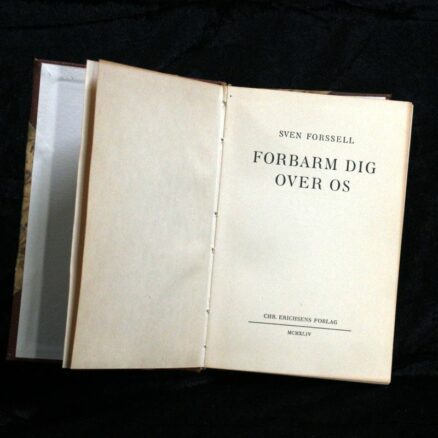 SVEN FORSSELL
FORBARM DIG
OVER OS
CHR. ERICHSENS FORLAG
MCMXLIV